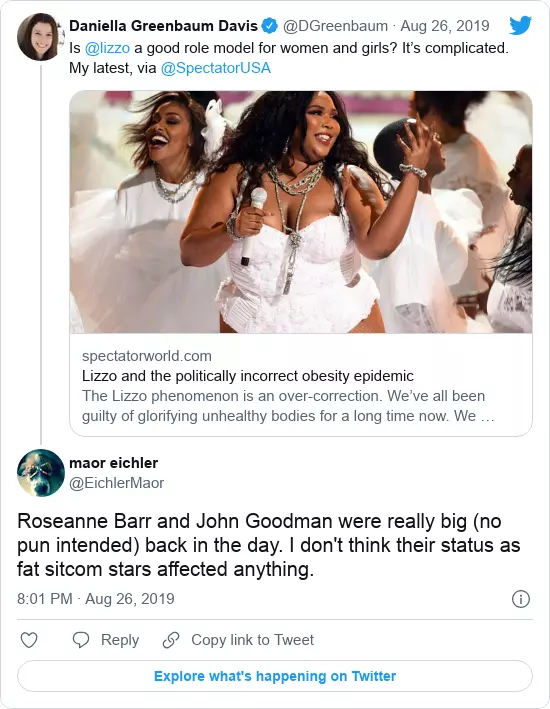 Daniella Greenbaum Davis @DGreenbaum · Aug 26, 2019
Is @lizzo a good role model for women and girls? It’s complicated.
My latest, via @SpectatorUSA
spectatorworld.com
Lizzo and the politically incorrect obesity epidemic
The Lizzo phenomenon is an over-correction. We’ve all been
guilty of glorifying unhealthy bodies for a long time now. We …
maor eichler
@EichlerMaor
Roseanne Barr and John Goodman were really big (no
pun intended) back in the day. I don't think their status as
fat sitcom stars affected anything.
8:01 PM · Aug 26, 2019
Reply Copy link to Tweet
Explore what's happening on Twitter